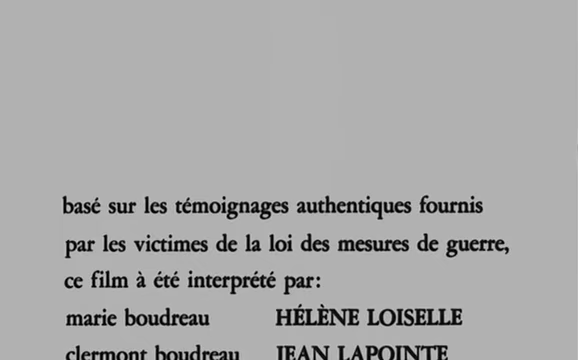 basé sur les témoignages authentiques fournis
par les victimes de la loi des mesures de guerre,
ce film à été interprété par:
marie boudreau HÉLÈNE LOISELLE
clermont boudreau JEAN LAPOINTE